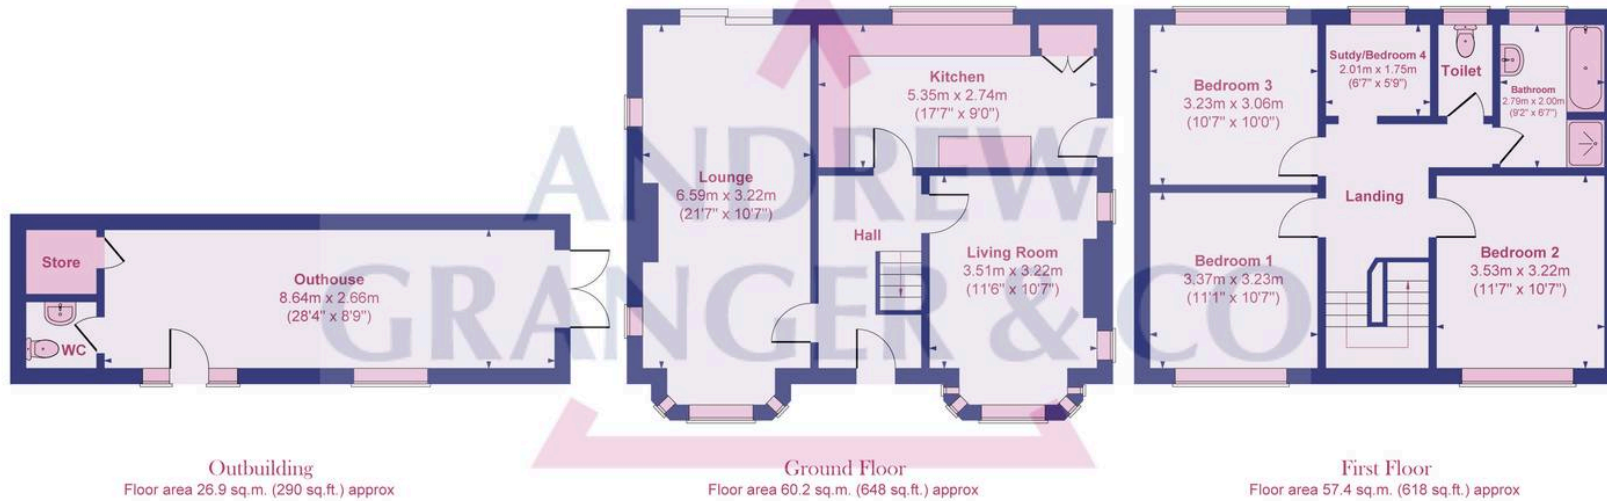 Store
Outhouse
8.64m x 2.66m
(28'4" x 8'9")
WC
Outbuilding
Floor area 26.9 sq.m. (290 sq.ft.) approx
Kitchen
5.35m x 2.74m
(17'7" x 9'0")
Lounge
6.59m x 3.22m
(21'7" x 10'7")
Hall
Living Room
3.51m x 3.22m
(11'6" x 10'7")
Ground Floor
Floor area 60.2 sq.m. (648 sq.ft.) approx
Bedroom 3
3.23m x 3.06m
(10'7" x 10'0")
Sutdy/Bedroom 4
2.01m x 1.75m
(6'7" x 5'9")
Toilet
Bathroom
2.79m x 2.00m
(9'2" x 6'7")
Landing
Bedroom 1
3.37m x 3.23m
(11'1" x 10'7")
Bedroom 2
3.53m x 3.22m
(11'7" x 10'7")
First Floor
Floor area 57.4 sq.m. (618 sq.ft.) approx
ANDREW
GRANGER & CO